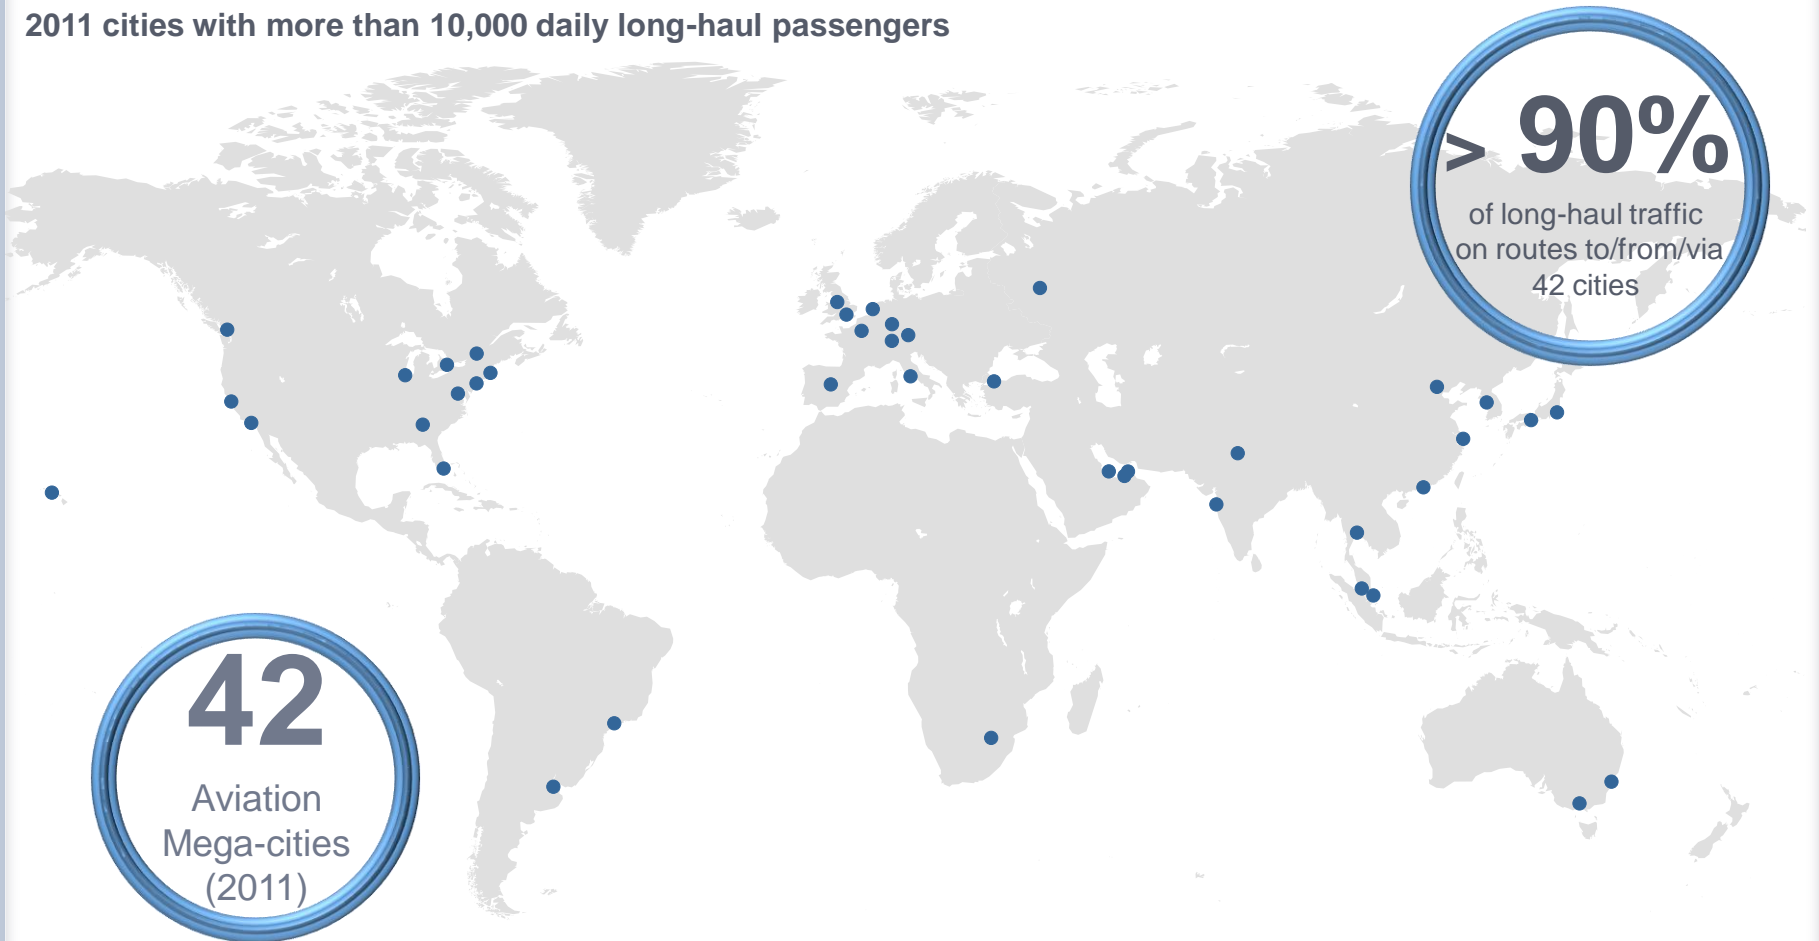 2011 cities with more than 10,000 daily long-haul passengers
> 90%
of long-haul traffic
on routes to/from/via
42 cities
42
Aviation
Mega-cities
(2011)